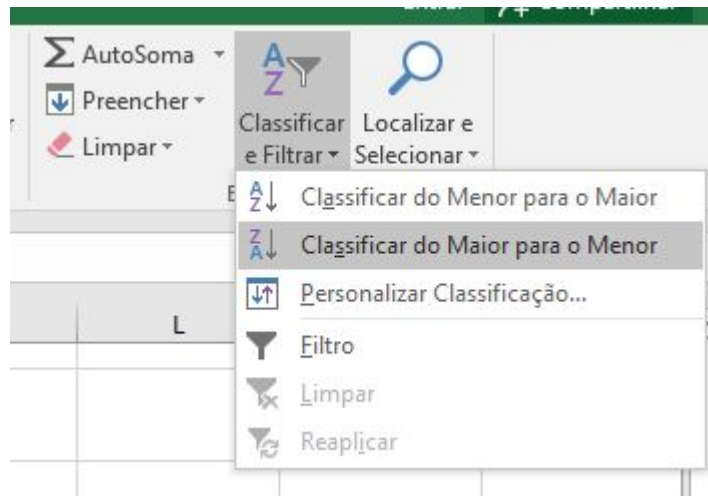 AutoSoma
Preencher
Limpar
Classificar
e Filtrar
Localizar e
Selecionar
Classificar do Menor para o Maior
Classificar do Maior para o Menor
Personalizar Classificação...
Filtro
Limpar
Reaplicar
L